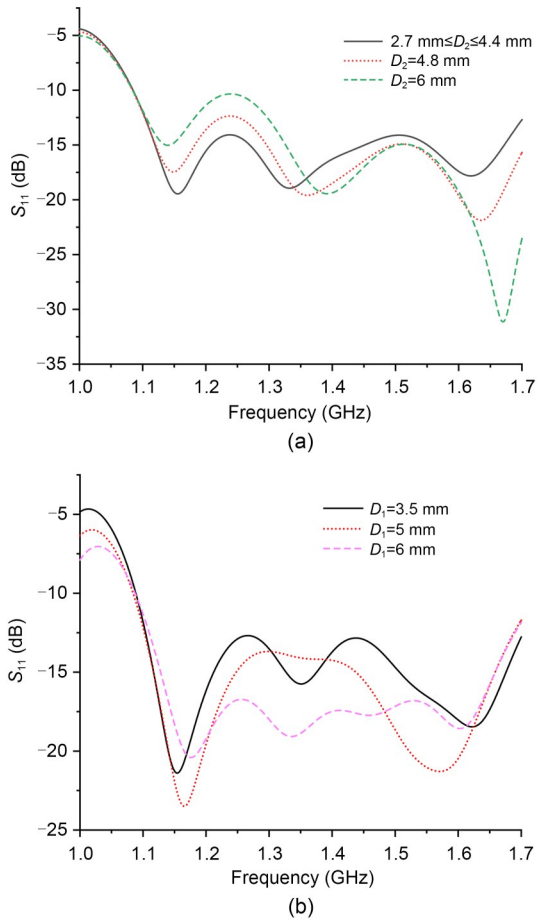 −5
−10
−15
−20
−25
−30
−35
S₁₁ (dB)
2.7 mm≤D₂≤4.4 mm
D₂=4.8 mm
D₂=6 mm
1.0 1.1 1.2 1.3 1.4 1.5 1.6 1.7
Frequency (GHz)
(a)
−5
−10
−15
−20
−25
S₁₁ (dB)
D₁=3.5 mm
D₁=5 mm
D₁=6 mm
1.0 1.1 1.2 1.3 1.4 1.5 1.6 1.7
Frequency (GHz)
(b)